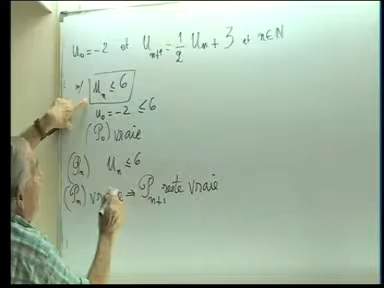 u₀ = -2 et Uₙ₊₁ = 1/2 Uₙ + 3 et n∈ℕ
Uₙ ≤ 6
u₀ = -2 ≤ 6
(P₀) vraie
(Pₙ) Uₙ ≤ 6
(Pₙ) vraie ⇒ Pₙ₊₁ reste vraie